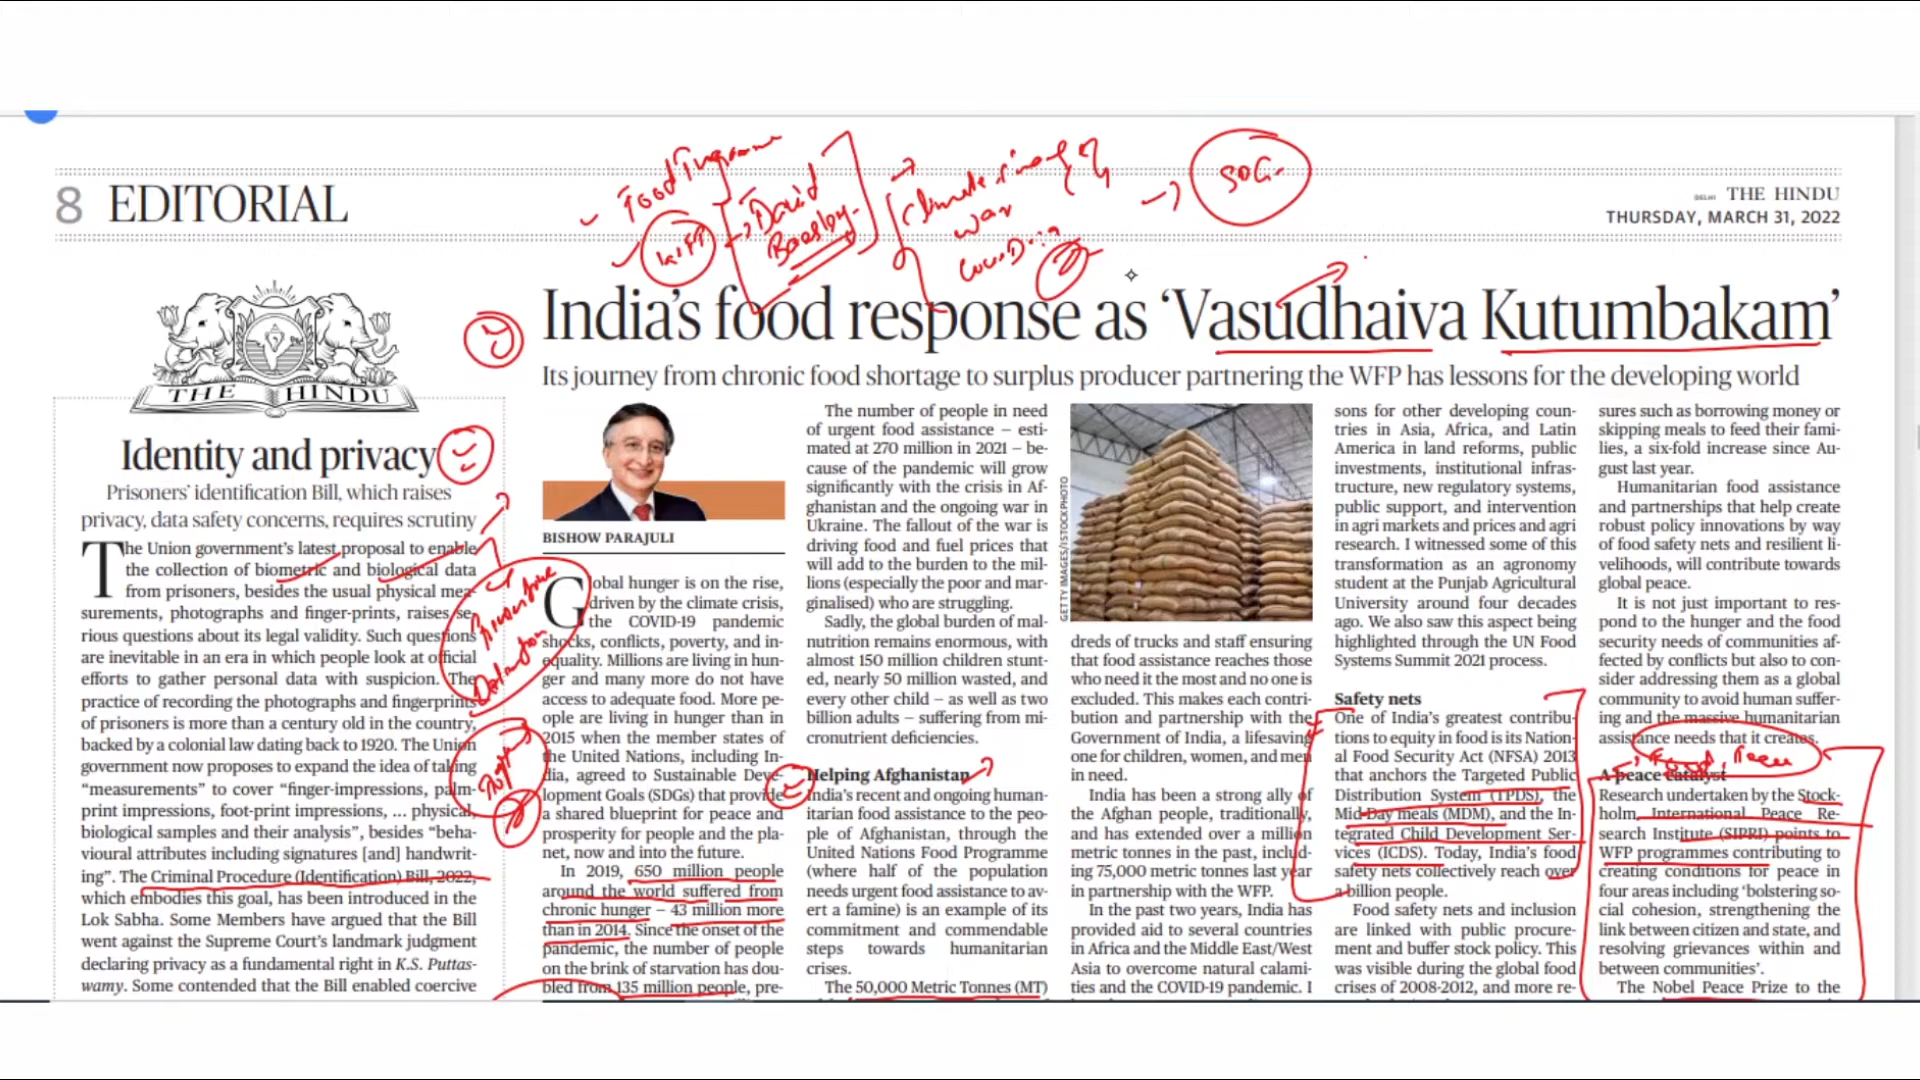 8 EDITORIAL
THE HINDU
THURSDAY, MARCH 31, 2022
DELHI
Food
WFP
David
Beasley
Climate
war
Covid
SDG
THE HINDU
Identity and privacy
Prisoners’ identification Bill, which raises
privacy, data safety concerns, requires scrutiny
The Union government’s latest proposal to enable
the collection of biometric and biological data
from prisoners, besides the usual physical mea-
surements, photographs and finger-prints, raises se-
rious questions about its legal validity. Such questions
are inevitable in an era in which people look at official
efforts to gather personal data with suspicion. The
practice of recording the photographs and fingerprints
of prisoners is more than a century old in the country,
backed by a colonial law dating back to 1920. The Union
government now proposes to expand the idea of taking
“measurements” to cover “finger-impressions, palm-
print impressions, foot-print impressions, ... physical,
biological samples and their analysis”, besides “beha-
vioural attributes including signatures [and] handwrit-
ing”. The Criminal Procedure (Identification) Bill, 2022,
which embodies this goal, has been introduced in the
Lok Sabha. Some Members have argued that the Bill
went against the Supreme Court’s landmark judgment
declaring privacy as a fundamental right in K.S. Puttas-
wamy. Some contended that the Bill enabled coercive
India’s food response as ‘Vasudhaiva Kutumbakam’
Its journey from chronic food shortage to surplus producer partnering the WFP has lessons for the developing world
BISHOW PARAJULI
Global hunger is on the rise,
driven by the climate crisis,
the COVID-19 pandemic
shocks, conflicts, poverty, and in-
equality. Millions are living in hun-
ger and many more do not have
access to adequate food. More pe-
ople are living in hunger than in
2015 when the member states of
the United Nations, including In-
dia, agreed to Sustainable Deve-
lopment Goals (SDGs) that provide
a shared blueprint for peace and
prosperity for people and the pla-
net, now and into the future.
In 2019, 650 million people
around the world suffered from
chronic hunger – 43 million more
than in 2014. Since the onset of the
pandemic, the number of people
on the brink of starvation has dou-
bled from 135 million people, pre-
The number of people in need
of urgent food assistance – esti-
mated at 270 million in 2021 – be-
cause of the pandemic will grow
significantly with the crisis in Af-
ghanistan and the ongoing war in
Ukraine. The fallout of the war is
driving food and fuel prices that
will add to the burden to the mil-
lions (especially the poor and mar-
ginalised) who are struggling.
Sadly, the global burden of mal-
nutrition remains enormous, with
almost 150 million children stunt-
ed, nearly 50 million wasted, and
every other child – as well as two
billion adults – suffering from mi-
cronutrient deficiencies.
Helping Afghanistan
India’s recent and ongoing human-
itarian food assistance to the peo-
ple of Afghanistan, through the
United Nations Food Programme
(where half of the population
needs urgent food assistance to av-
ert a famine) is an example of its
commitment and commendable
steps towards humanitarian
crises.
The 50,000 Metric Tonnes (MT)
GETTY IMAGES/ISTOCKPHOTO
dreds of trucks and staff ensuring
that food assistance reaches those
who need it the most and no one is
excluded. This makes each contri-
bution and partnership with the
Government of India, a lifesaving
one for children, women, and men
in need.
India has been a strong ally of
the Afghan people, traditionally,
and has extended over a million
metric tonnes in the past, includ-
ing 75,000 metric tonnes last year
in partnership with the WFP.
In the past two years, India has
provided aid to several countries
in Africa and the Middle East/West
Asia to overcome natural calami-
ties and the COVID-19 pandemic. I
sons for other developing coun-
tries in Asia, Africa, and Latin
America in land reforms, public
investments, institutional infras-
tructure, new regulatory systems,
public support, and intervention
in agri markets and prices and agri
research. I witnessed some of this
transformation as an agronomy
student at the Punjab Agricultural
University around four decades
ago. We also saw this aspect being
highlighted through the UN Food
Systems Summit 2021 process.
Safety nets
One of India’s greatest contribu-
tions to equity in food is its Nation-
al Food Security Act (NFSA) 2013
that anchors the Targeted Public
Distribution System (TPDS), the
Mid-Day meals (MDM), and the In-
tegrated Child Development Ser-
vices (ICDS). Today, India’s food
safety nets collectively reach over
a billion people.
Food safety nets and inclusion
are linked with public procure-
ment and buffer stock policy. This
was visible during the global food
crises of 2008-2012, and more re-
sures such as borrowing money or
skipping meals to feed their fami-
lies, a six-fold increase since Au-
gust last year.
Humanitarian food assistance
and partnerships that help create
robust policy innovations by way
of food safety nets and resilient li-
velihoods, will contribute towards
global peace.
It is not just important to res-
pond to the hunger and the food
security needs of communities af-
fected by conflicts but also to con-
sider addressing them as a global
community to avoid human suffer-
ing and the massive humanitarian
assistance needs that it creates.
Food, Peace
A peace catalyst
Research undertaken by the Stock-
holm International Peace Re-
search Institute (SIPRI) points to
WFP programmes contributing to
creating conditions for peace in
four areas including ‘bolstering so-
cial cohesion, strengthening the
link between citizen and state, and
resolving grievances within and
between communities’.
The Nobel Peace Prize to the